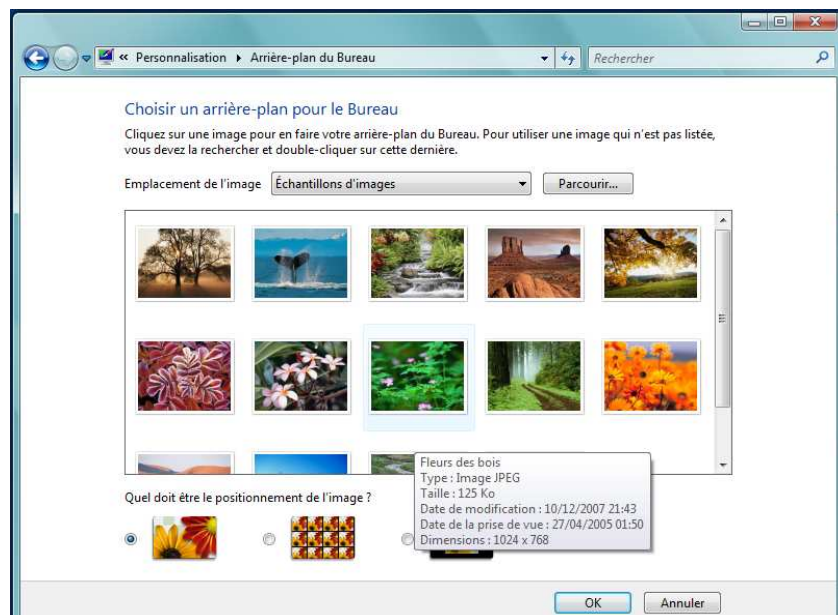 « Personnalisation ▸ Arrière-plan du Bureau
Rechercher
Choisir un arrière-plan pour le Bureau
Cliquez sur une image pour en faire votre arrière-plan du Bureau. Pour utiliser une image qui n'est pas listée,
vous devez la rechercher et double-cliquer sur cette dernière.
Emplacement de l'image
Échantillons d'images
Parcourir...
Fleurs des bois
Type : Image JPEG
Taille : 125 Ko
Date de modification : 10/12/2007 21:43
Date de la prise de vue : 27/04/2005 01:50
Dimensions : 1024 x 768
Quel doit être le positionnement de l'image ?
OK
Annuler